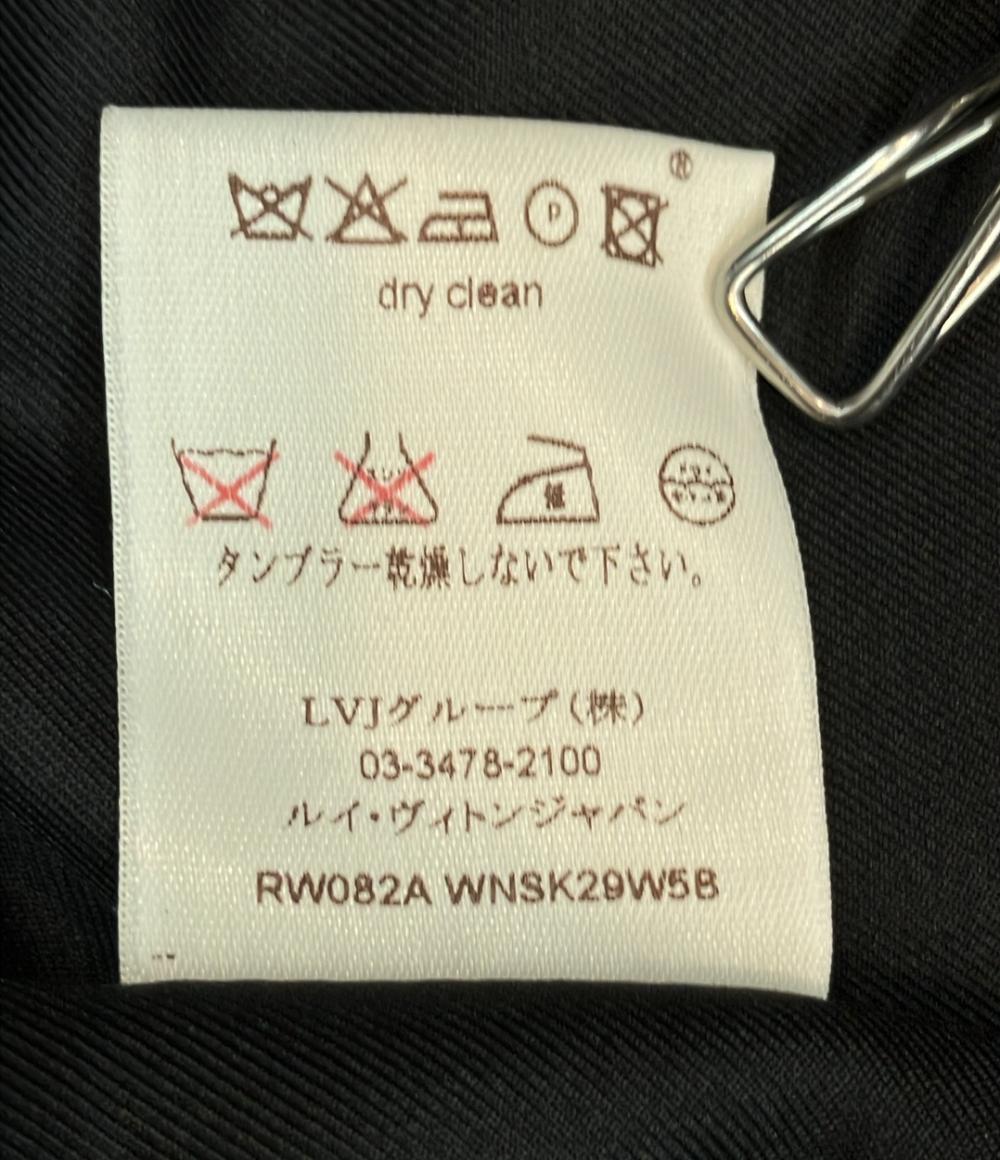 ®
P
dry clean
低
タンブラー乾燥しないで下さい。
LVJグループ(株)
03-3478-2100
ルイ・ヴィトンジャパン
RW082A WNSK29W5B